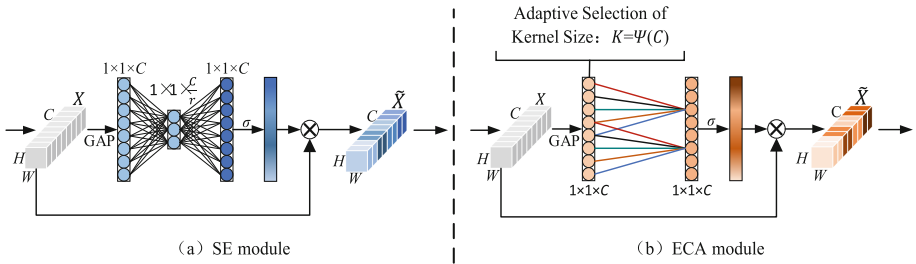 1×1×C
1×1×C
1×1×C/r
X
C
H
W
GAP
σ
X̃
C
H
W
(a) SE module
Adaptive Selection of
Kernel Size: K=Ψ(C)
X
C
H
W
GAP
1×1×C
1×1×C
σ
X̃
C
H
W
(b) ECA module